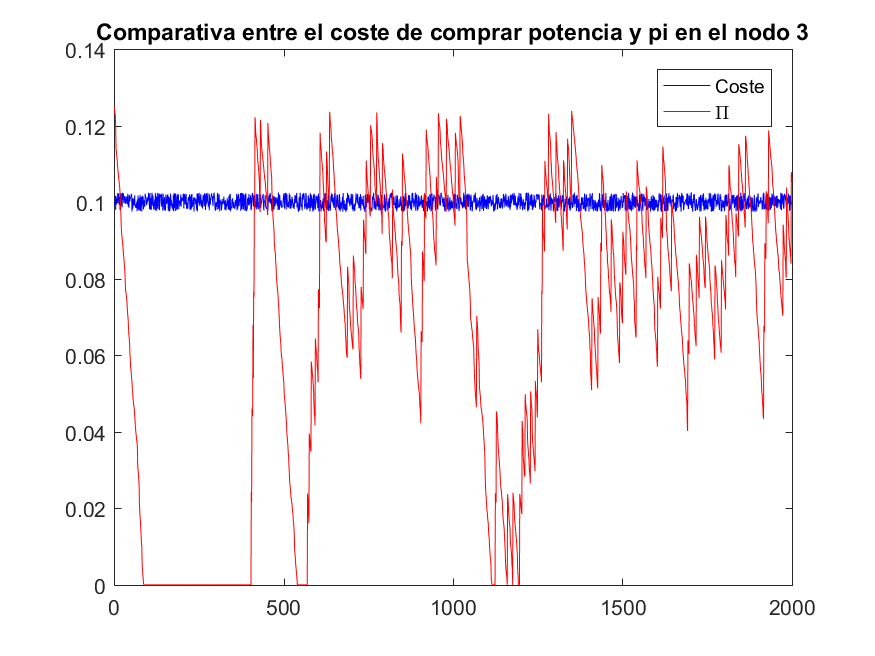 Comparativa entre el coste de comprar potencia y pi en el nodo 3
0.14
0.12
0.1
0.08
0.06
0.04
0.02
0
Coste
Π
0 500 1000 1500 2000